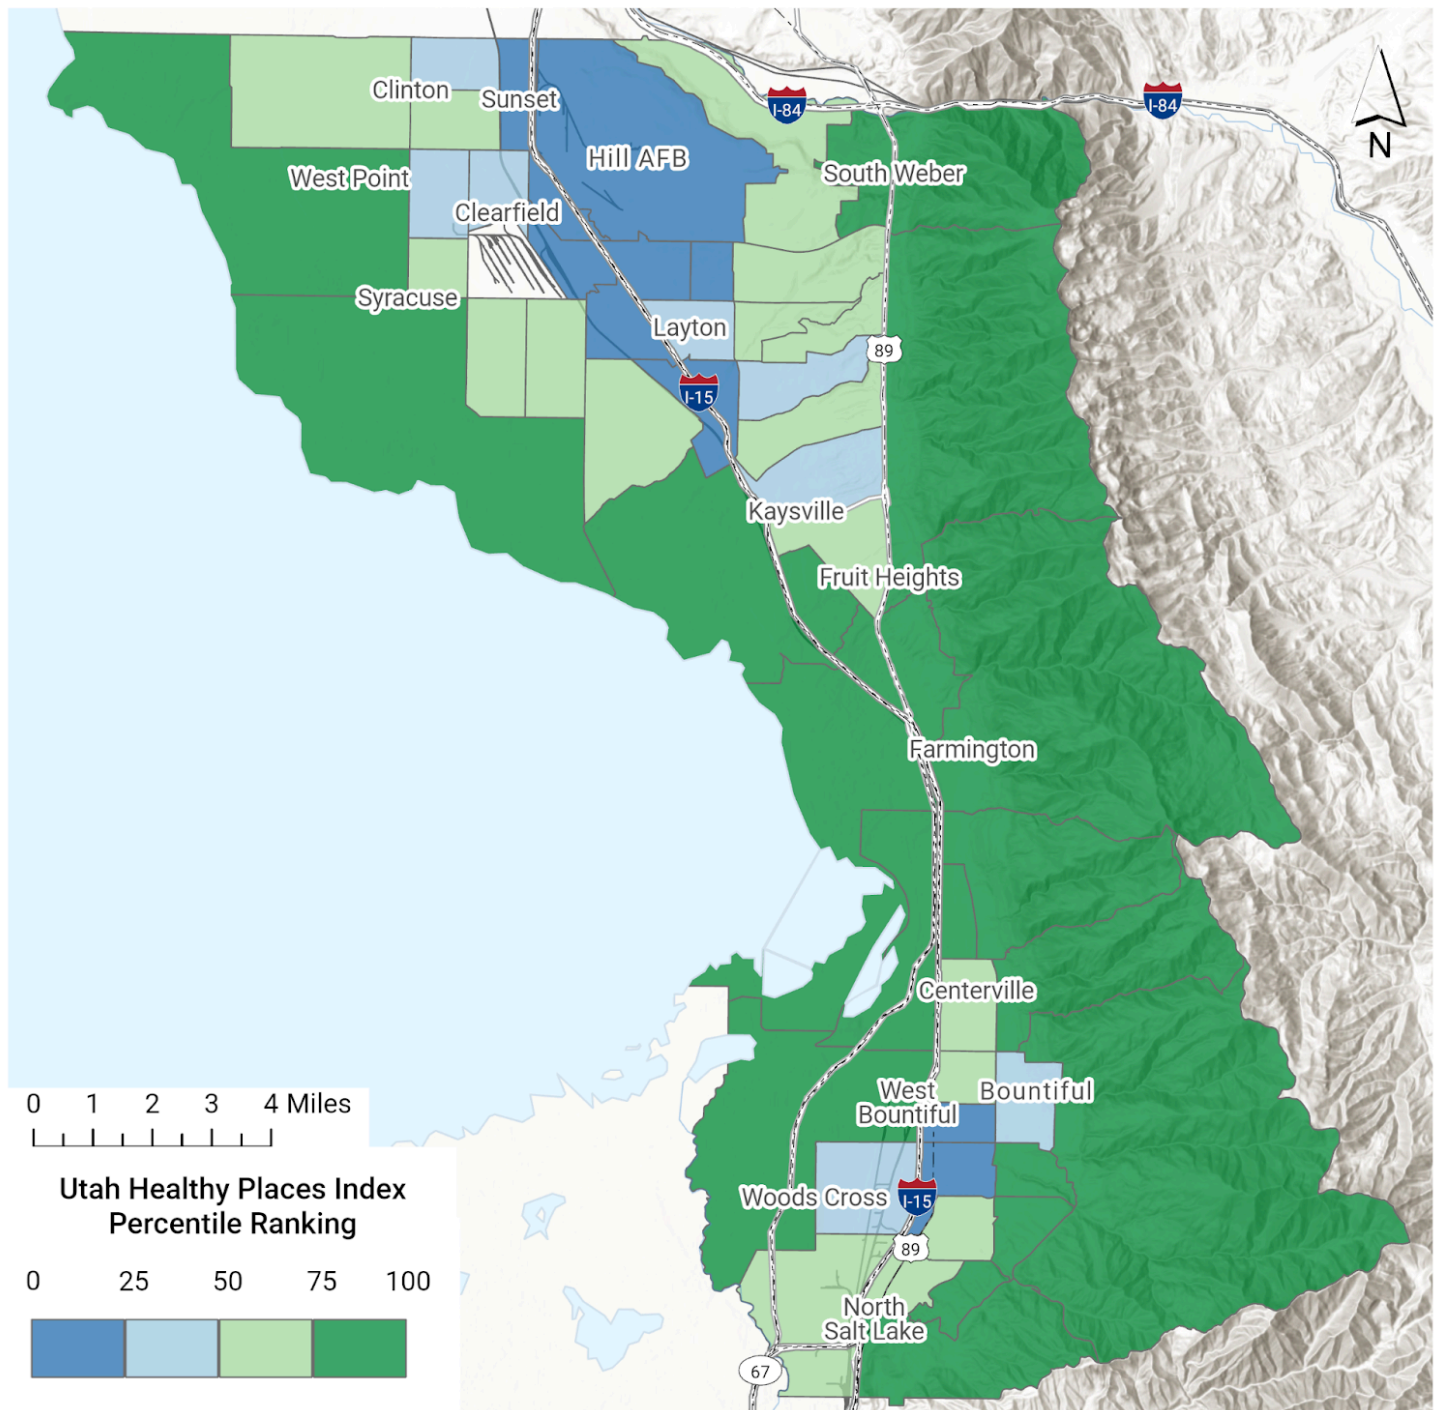 I-84
I-84
N
Clinton
Sunset
Hill AFB
West Point
South Weber
Clearfield
Syracuse
Layton
89
I-15
Kaysville
Fruit Heights
Farmington
Centerville
West
Bountiful
Bountiful
Woods Cross
I-15
89
North
Salt Lake
67
0 1 2 3 4 Miles
Utah Healthy Places Index
Percentile Ranking
0 25 50 75 100